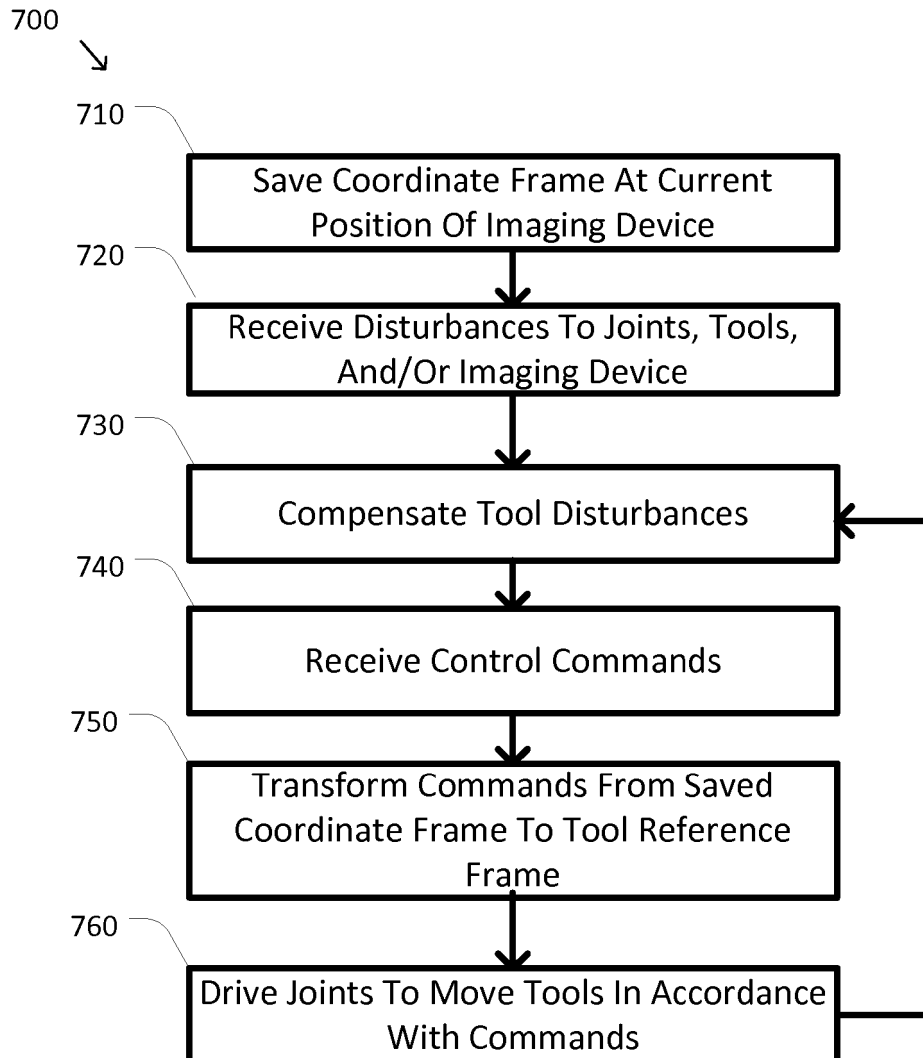 700
710
Save Coordinate Frame At Current
Position Of Imaging Device
720
Receive Disturbances To Joints, Tools,
And/Or Imaging Device
730
Compensate Tool Disturbances
740
Receive Control Commands
750
Transform Commands From Saved
Coordinate Frame To Tool Reference
Frame
760
Drive Joints To Move Tools In Accordance
With Commands